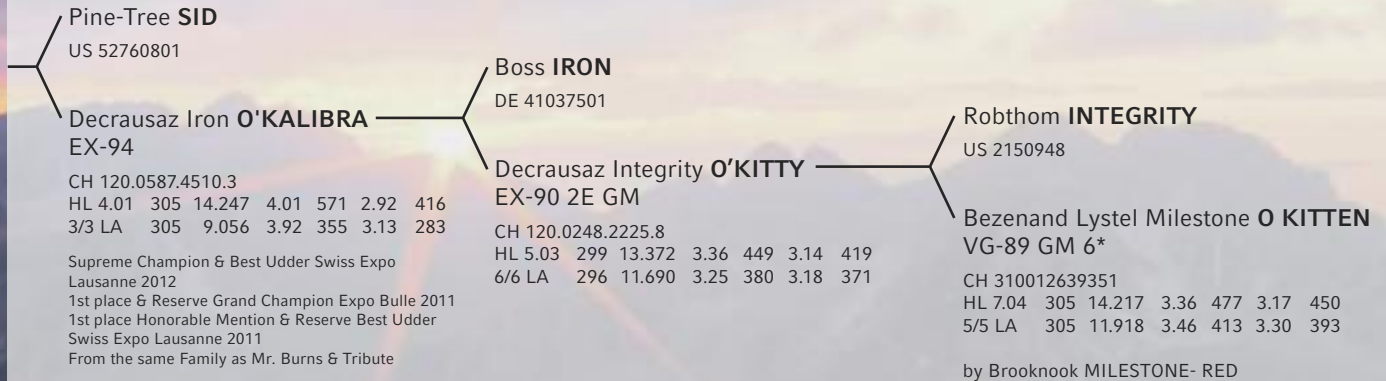 Pine-Tree SID
US 52760801
Decrausaz Iron O'KALIBRA
EX-94
CH 120.0587.4510.3
HL 4.01 305 14.247 4.01 571 2.92 416
3/3 LA 305 9.056 3.92 355 3.13 283
Supreme Champion & Best Udder Swiss Expo
Lausanne 2012
1st place & Reserve Grand Champion Expo Bulle 2011
1st place Honorable Mention & Reserve Best Udder
Swiss Expo Lausanne 2011
From the same Family as Mr. Burns & Tribute
Boss IRON
DE 41037501
Decrausaz Integrity O’KITTY
EX-90 2E GM
CH 120.0248.2225.8
HL 5.03 299 13.372 3.36 449 3.14 419
6/6 LA 296 11.690 3.25 380 3.18 371
Robthom INTEGRITY
US 2150948
Bezenand Lystel Milestone O KITTEN
VG-89 GM 6*
CH 310012639351
HL 7.04 305 14.217 3.36 477 3.17 450
5/5 LA 305 11.918 3.46 413 3.30 393
by Brooknook MILESTONE- RED